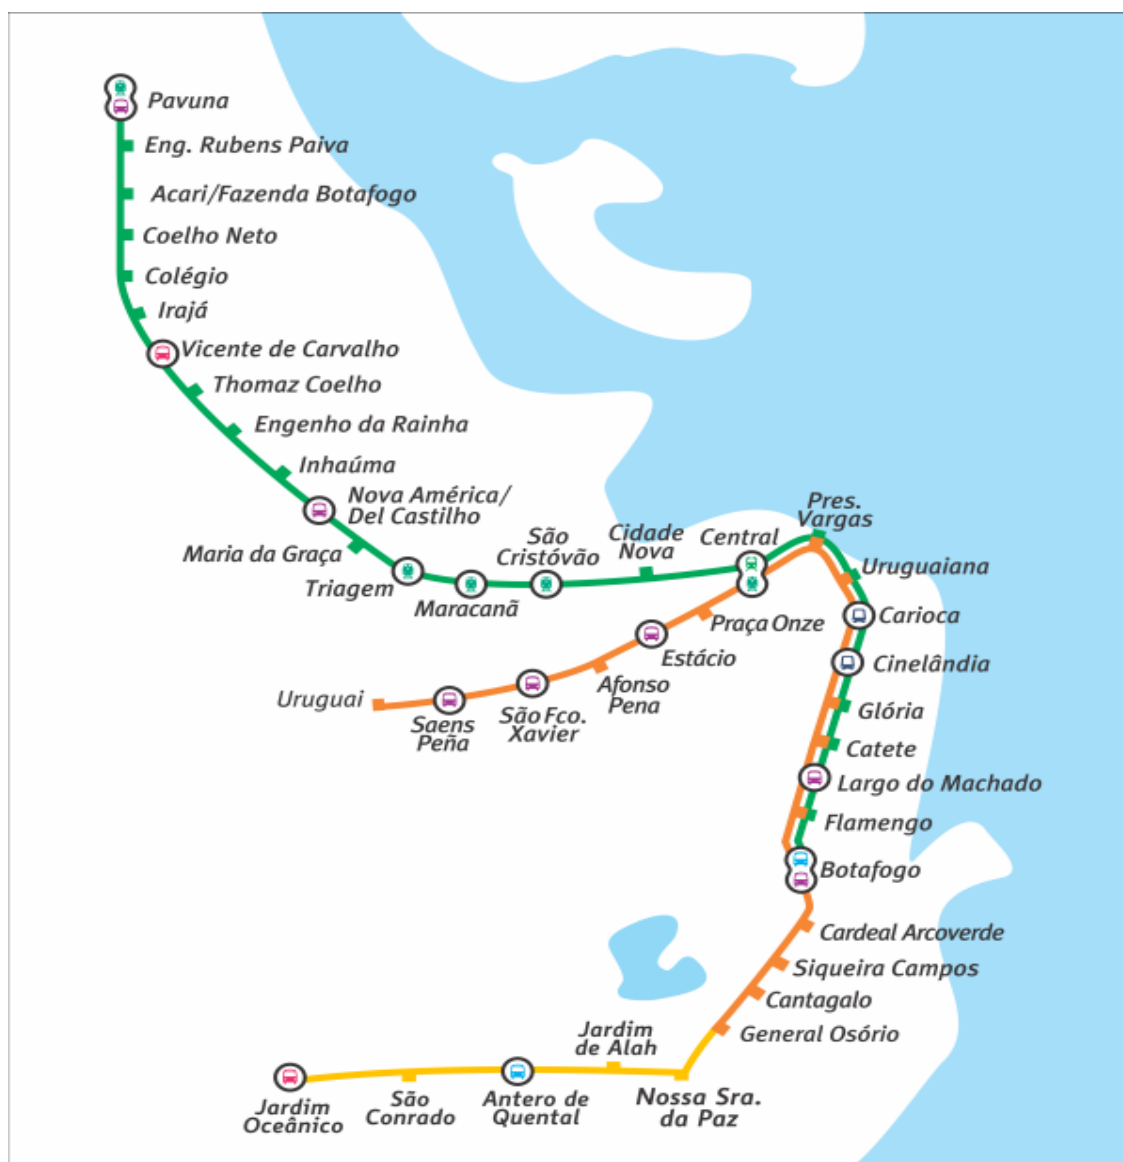 Pavuna
Eng. Rubens Paiva
Acari/Fazenda Botafogo
Coelho Neto
Colégio
Irajá
Vicente de Carvalho
Thomaz Coelho
Engenho da Rainha
Inhaúma
Nova América/
Del Castilho
Maria da Graça
Triagem
Maracanã
São
Cristóvão
Cidade
Nova
Central
Pres.
Vargas
Uruguaiana
Carioca
Cinelândia
Glória
Catete
Largo do Machado
Flamengo
Botafogo
Praça Onze
Estácio
Afonso
Pena
São Fco.
Xavier
Saens
Peña
Uruguai
Cardeal Arcoverde
Siqueira Campos
Cantagalo
General Osório
Nossa Sra.
da Paz
Jardim
de Alah
Antero de
Quental
São
Conrado
Jardim
Oceânico